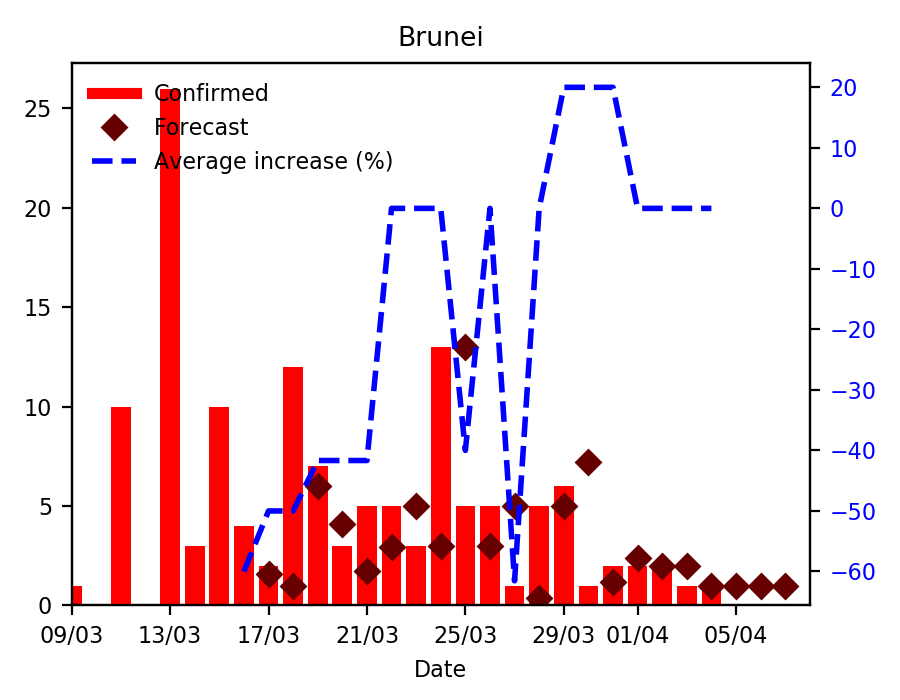 Brunei
Confirmed
Forecast
Average increase (%)
25
20
15
10
5
0
20
10
0
−10
−20
−30
−40
−50
−60
09/03 13/03 17/03 21/03 25/03 29/03 01/04 05/04
Date